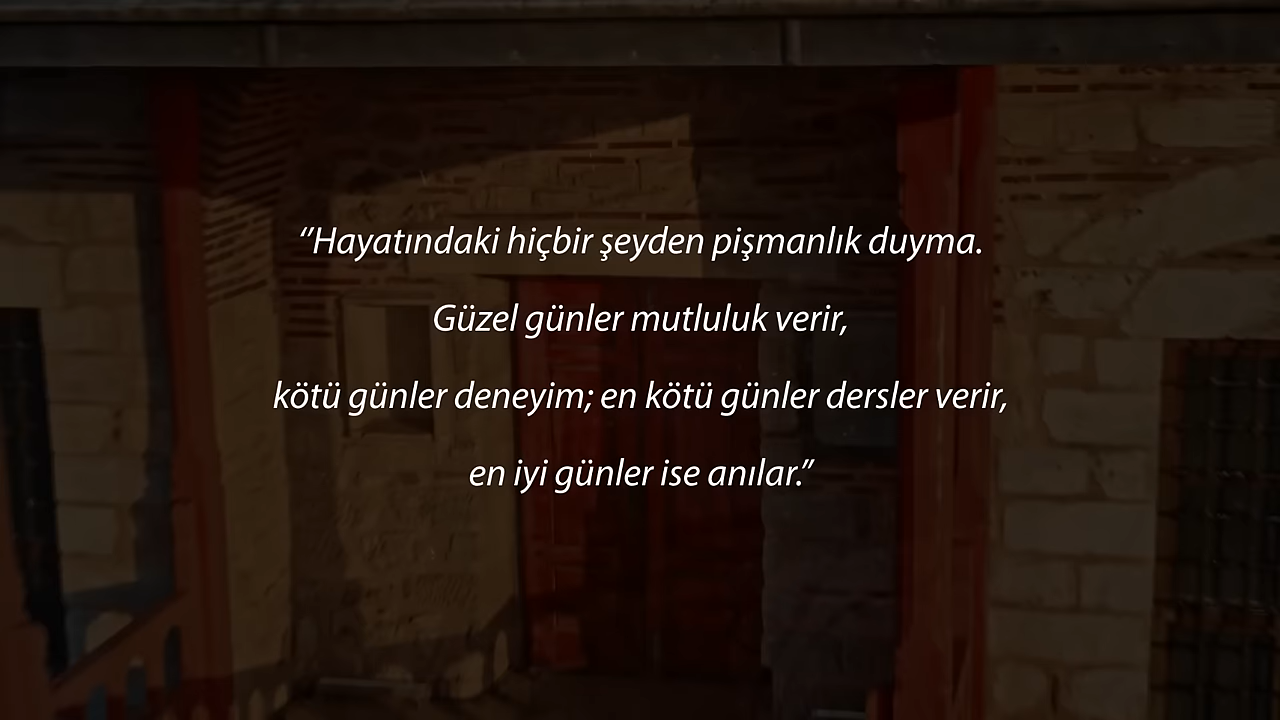 “Hayatındaki hiçbir şeyden pişmanlık duyma.
Güzel günler mutluluk verir,
kötü günler deneyim; en kötü günler dersler verir,
en iyi günler ise anılar.”